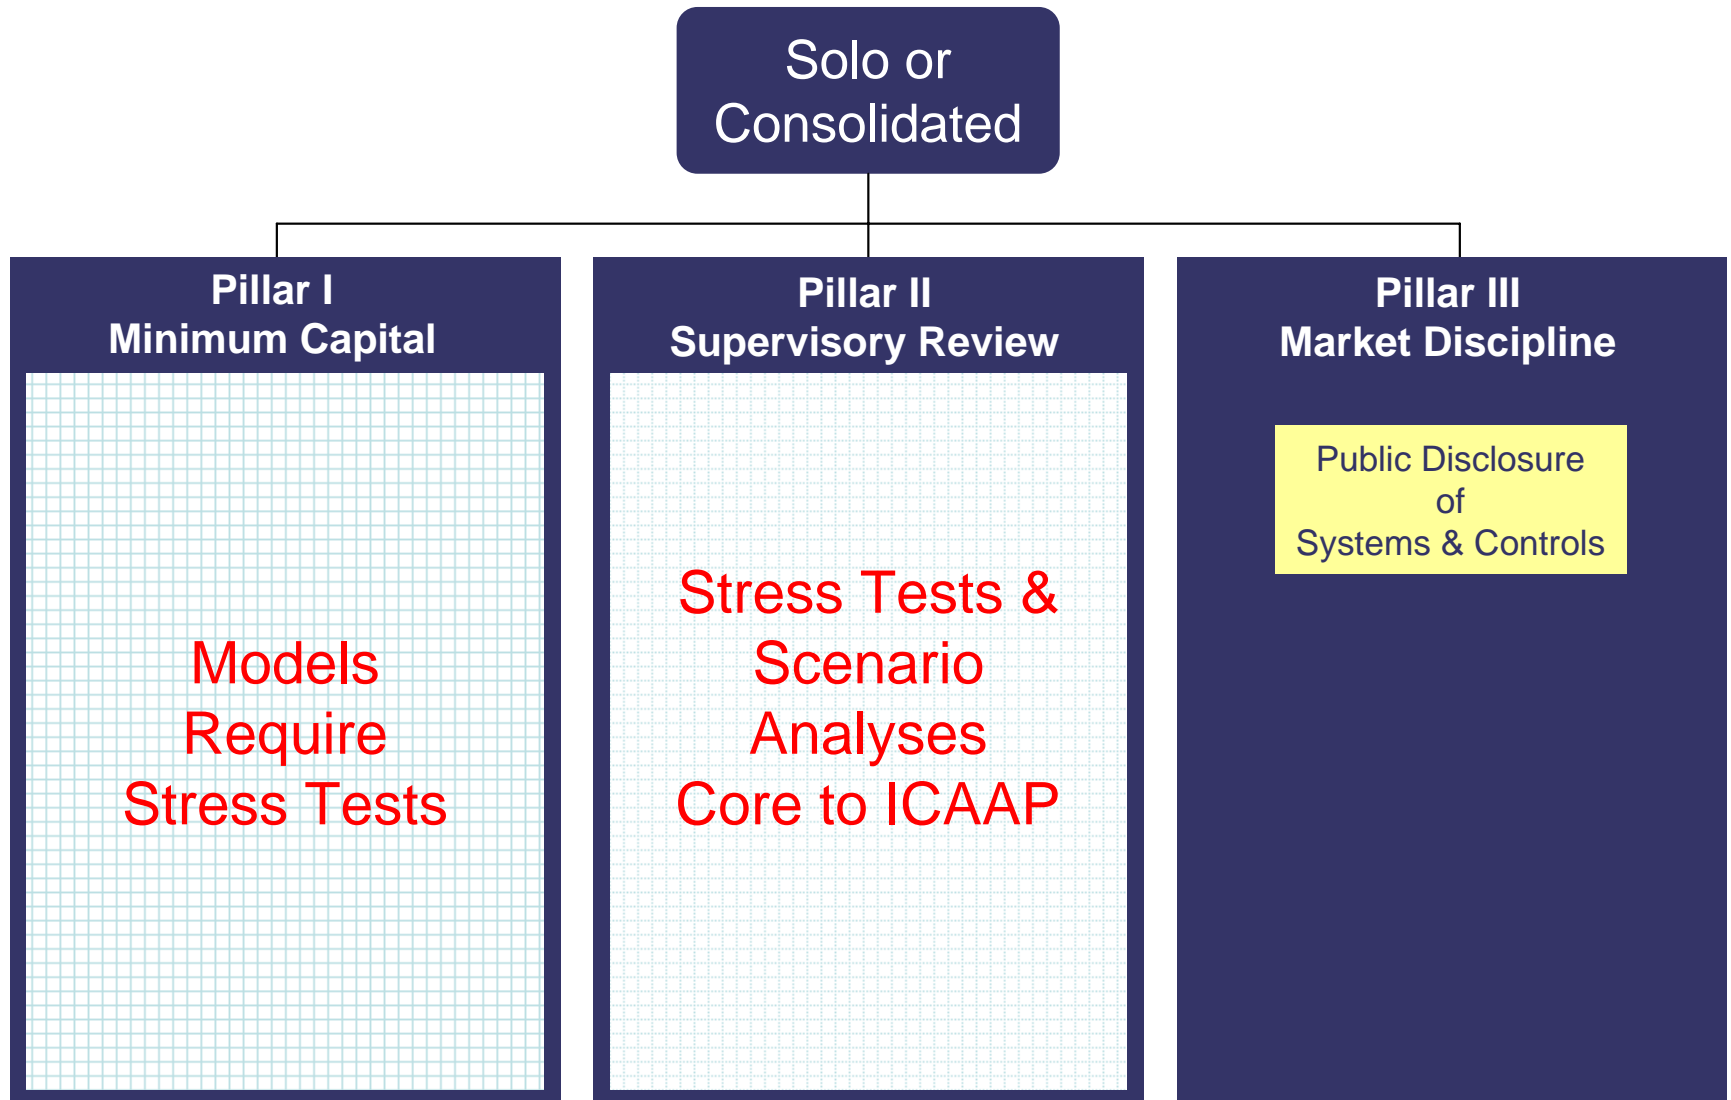 Solo or
Consolidated
Pillar I
Minimum Capital
Models
Require
Stress Tests
Pillar II
Supervisory Review
Stress Tests &
Scenario
Analyses
Core to ICAAP
Pillar III
Market Discipline
Public Disclosure
of
Systems & Controls